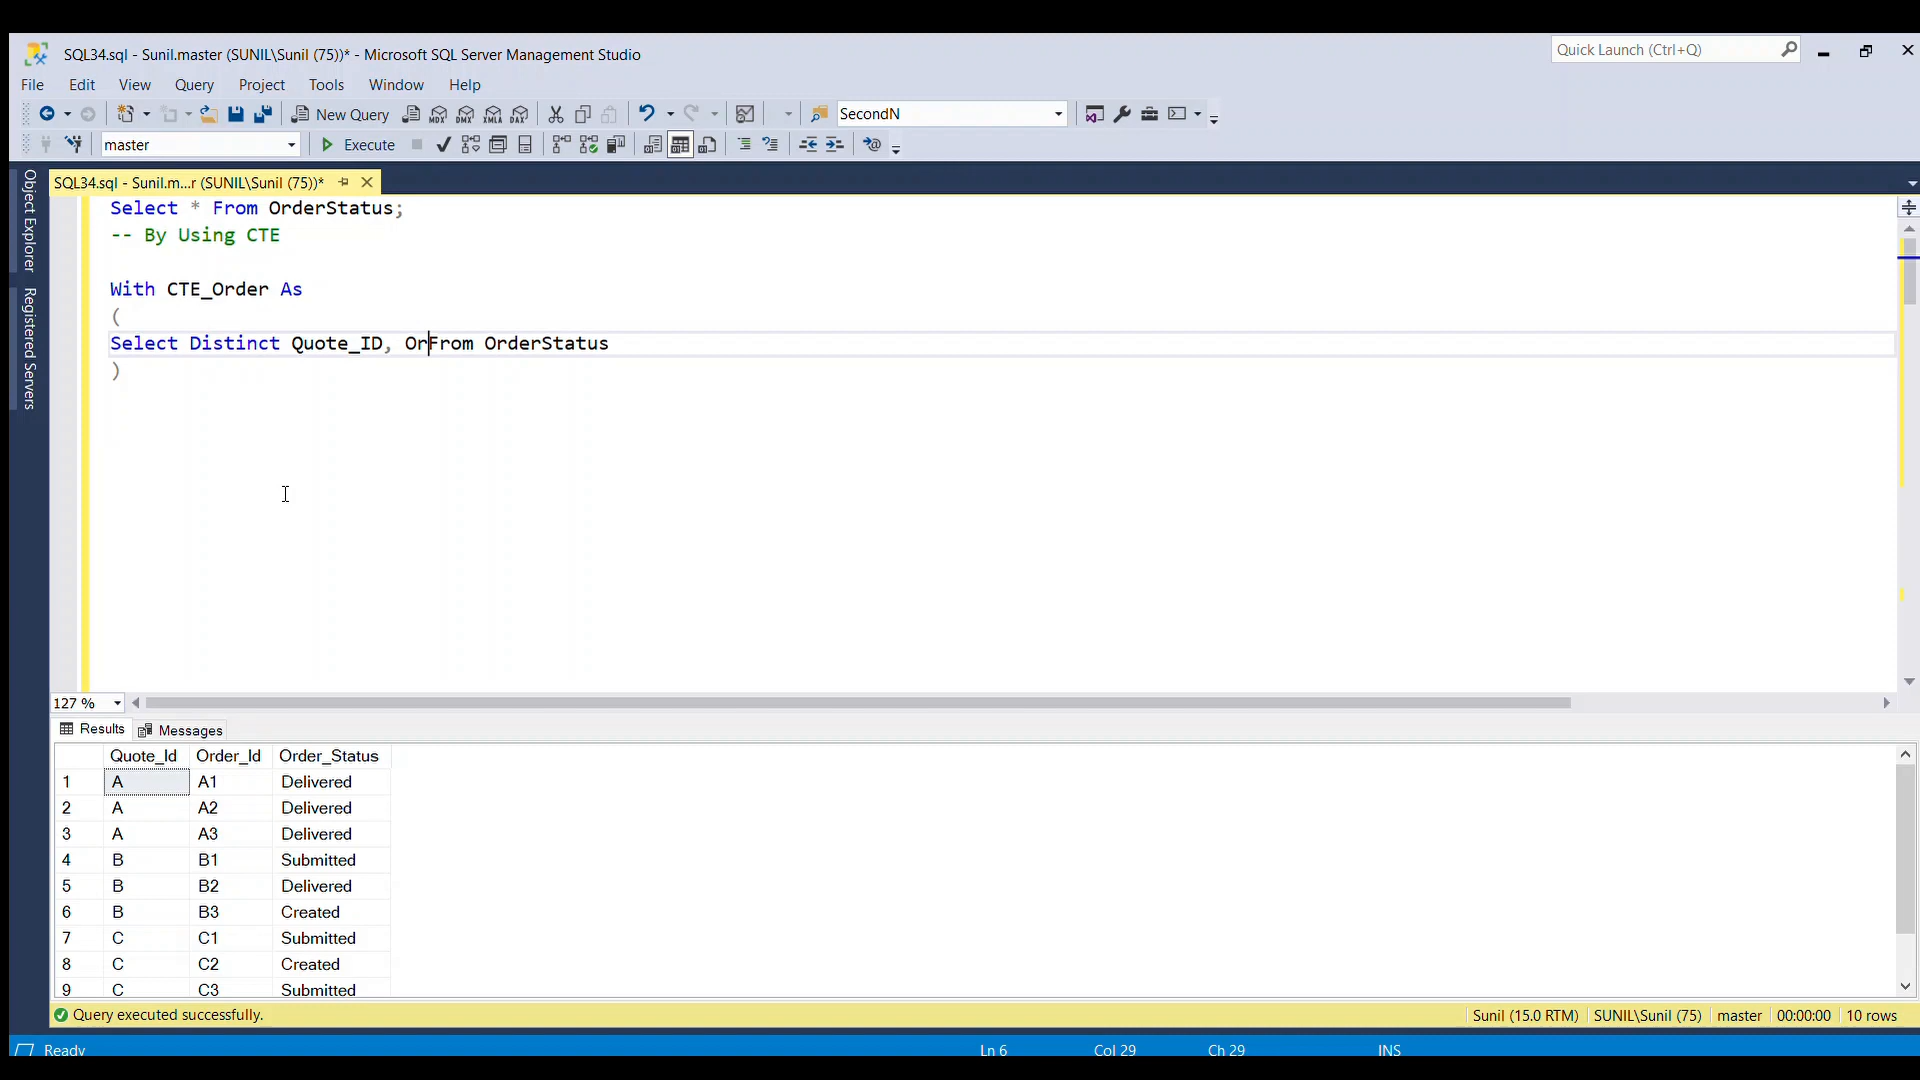 SQL34.sql - Sunil.master (SUNIL\Sunil (75))* - Microsoft SQL Server Management Studio
Quick Launch (Ctrl+Q)
File Edit View Query Project Tools Window Help
New Query
MDX DMX XMLA DAX
SecondN
master
Execute
SQL34.sql - Sunil.m...r (SUNIL\Sunil (75))*
Object Explorer
Registered Servers
Select * From OrderStatus;
-- By Using CTE
With CTE_Order As
(
Select Distinct Quote_ID, OrFrom OrderStatus
)
127 %
Results Messages
Quote_Id Order_Id Order_Status
1 A A1 Delivered
2 A A2 Delivered
3 A A3 Delivered
4 B B1 Submitted
5 B B2 Delivered
6 B B3 Created
7 C C1 Submitted
8 C C2 Created
9 C C3 Submitted
Query executed successfully.
Sunil (15.0 RTM) SUNIL\Sunil (75) master 00:00:00 10 rows
Ready Ln 6 Col 29 Ch 29 INS